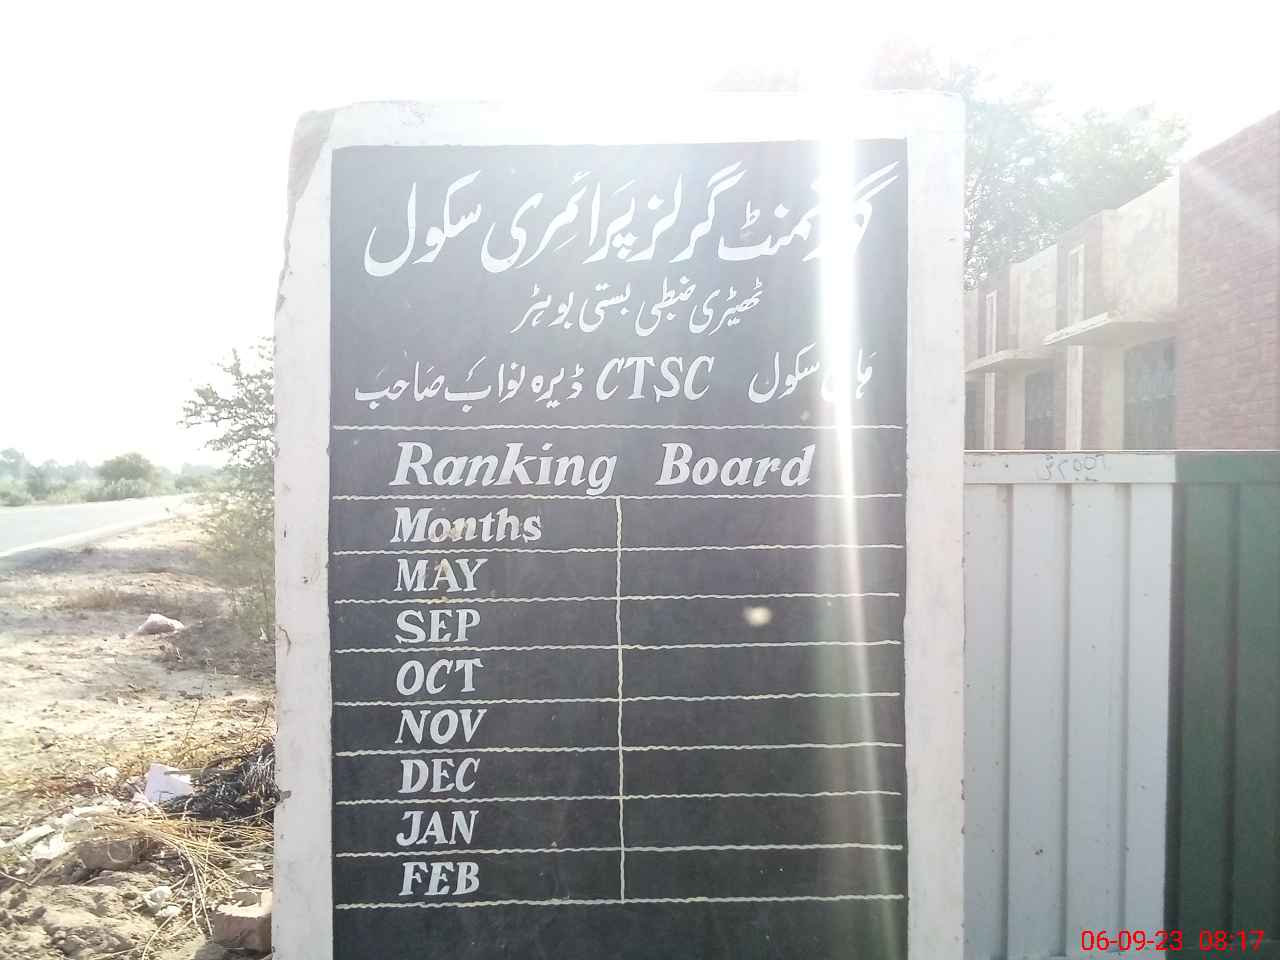 گورنمنٹ گرلز پرائمری سکول
ٹھیڑی ضبطی بستی بوہڑ
ہائی سکول CTSC ڈیرہ نواب صاحب
Ranking Board
Months
MAY
SEP
OCT
NOV
DEC
JAN
FEB
06-09-23 08:17